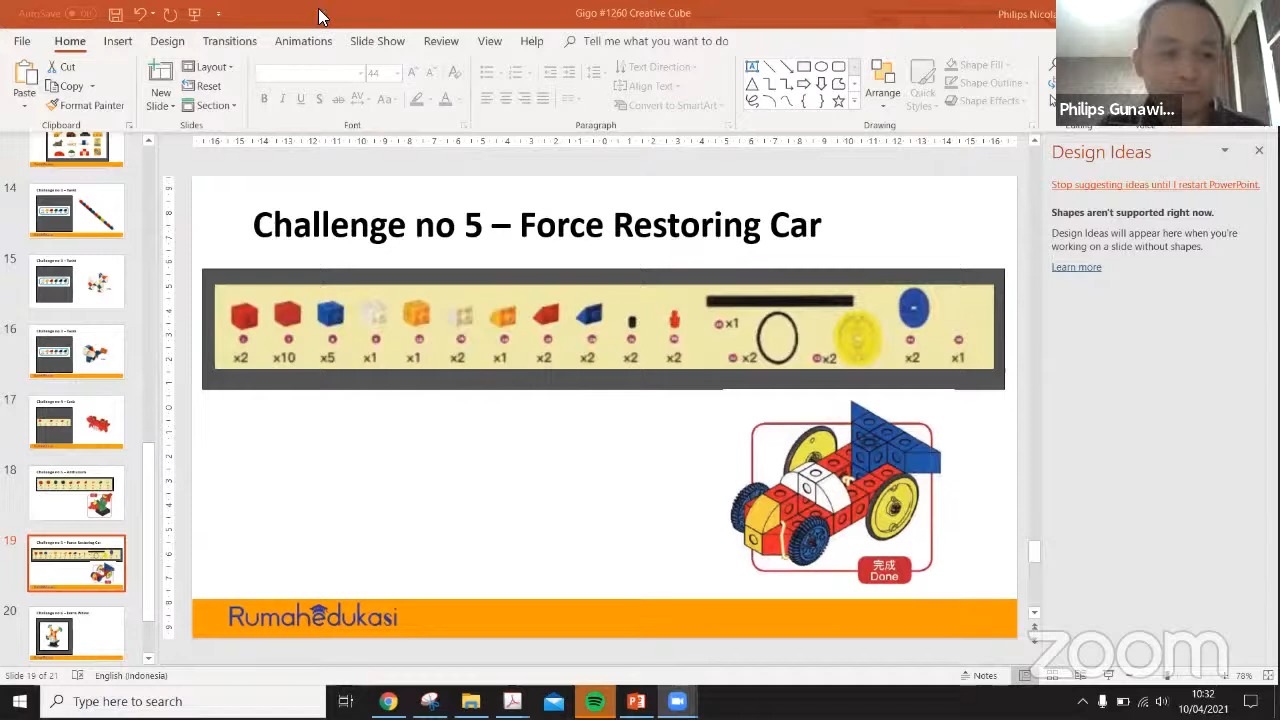 AutoSave Off
Gigo #1260 Creative Cube
Philips Nicola
File Home Insert Design Transitions Animations Slide Show Review View Help Tell me what you want to do
Paste
Cut
Copy
Format Painter
Clipboard
New Slide
Layout
Reset
Section
Slides
44
Font
Text Direction
Align Text
Convert to SmartArt
Paragraph
Arrange
Quick Styles
Shape Fill
Shape Outline
Shape Effects
Drawing
Editing
Voice
Philips Gunawi...
Design Ideas
Stop suggesting ideas until I restart PowerPoint.
Shapes aren't supported right now.
Design Ideas will appear here when you're
working on a slide without shapes.
Learn more
14
15
16
17
18
19
20
Challenge no 5 – Force Restoring Car
x2 x10 x5 x1 x1 x2 x1 x2 x2 x2 x2 x1 x2 x2 x2 x1
完成
Done
Rumahedukasi
zoom
Slide 19 of 21
English (Indonesia)
Notes
78%
Type here to search
10:32
10/04/2021